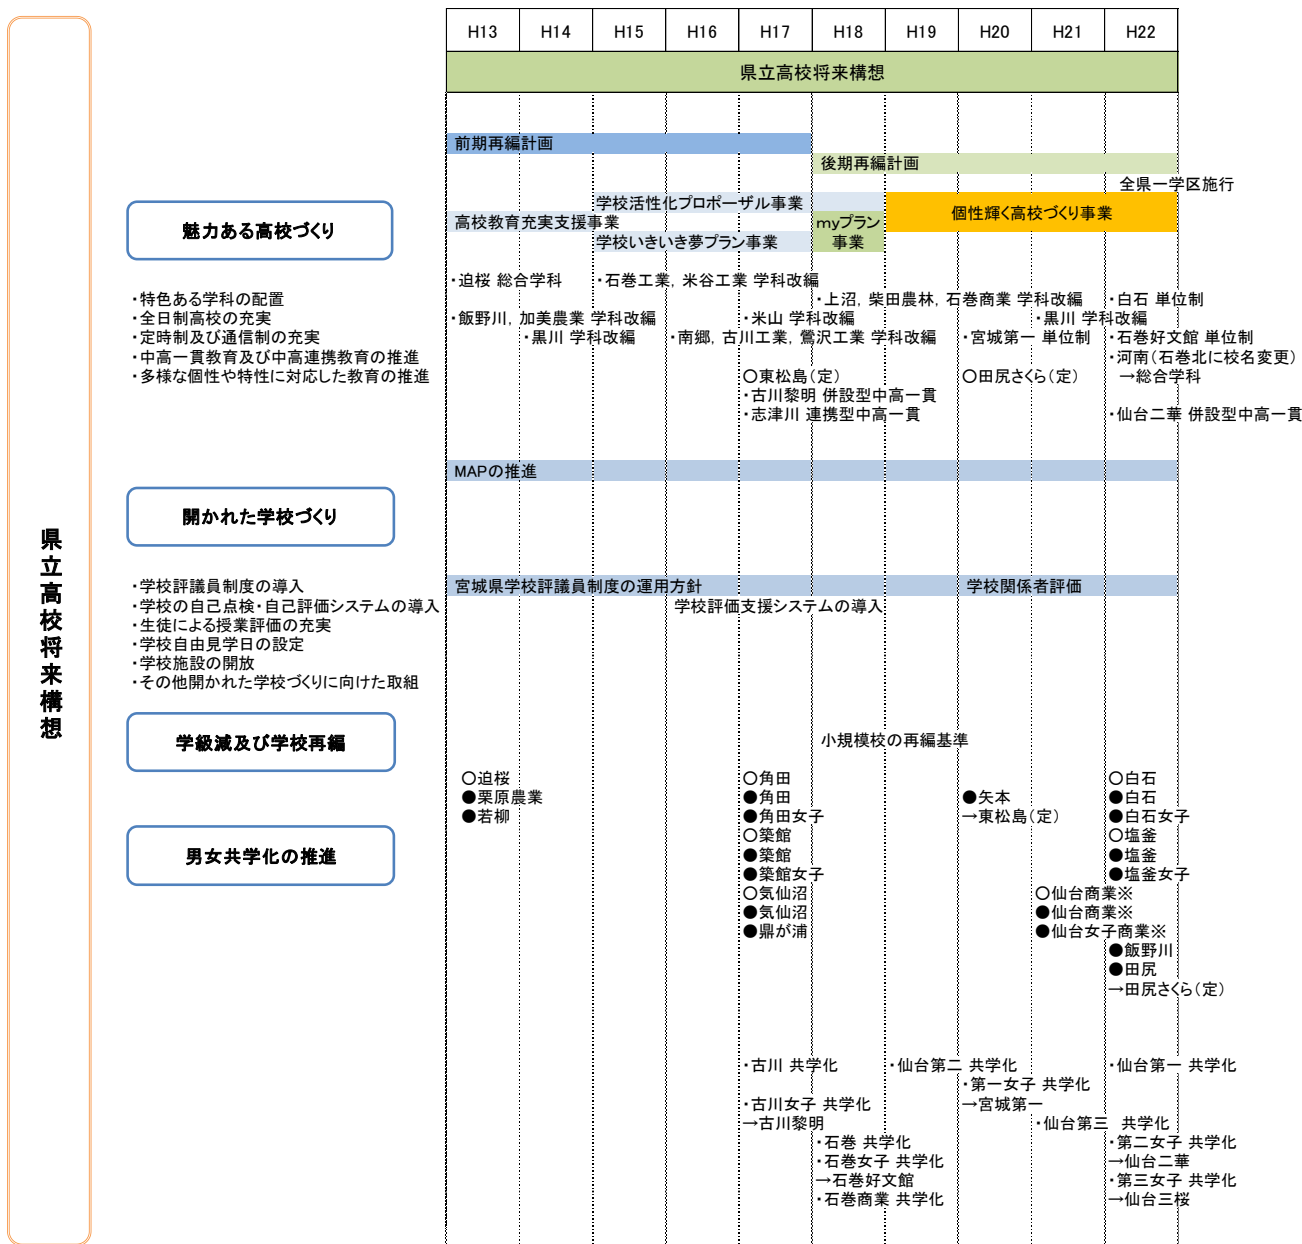 H13 H14 H15 H16 H17 H18 H19 H20 H21 H22
県立高校将来構想
前期再編計画
後期再編計画
全県一学区施行
学校活性化プロポーザル事業
個性輝く高校づくり事業
高校教育充実支援事業
myプラン
事業
学校いきいき夢プラン事業
魅力ある高校づくり
・迫桜 総合学科 ・石巻工業, 米谷工業 学科改編
・特色ある学科の配置 ・上沼, 柴田農林, 石巻商業 学科改編 ・白石 単位制
・全日制高校の充実 ・飯野川, 加美農業 学科改編 ・米山 学科改編 ・黒川 学科改編
・定時制及び通信制の充実 ・黒川 学科改編 ・南郷, 古川工業, 鶯沢工業 学科改編 ・宮城第一 単位制 ・石巻好文館 単位制
・中高一貫教育及び中高連携教育の推進 ・河南(石巻北に校名変更)
・多様な個性や特性に対応した教育の推進 ○東松島(定) ○田尻さくら(定) →総合学科
・古川黎明 併設型中高一貫
・志津川 連携型中高一貫 ・仙台二華 併設型中高一貫
MAPの推進
開かれた学校づくり
県立高校将来構想
・学校評議員制度の導入 宮城県学校評議員制度の運用方針 学校関係者評価
・学校の自己点検・自己評価システムの導入 学校評価支援システムの導入
・生徒による授業評価の充実
・学校自由見学日の設定
・学校施設の開放
・その他開かれた学校づくりに向けた取組
学級減及び学校再編
小規模校の再編基準
○迫桜 ○角田 ○白石
●栗原農業 ●角田 ●矢本 ●白石
●若柳 ●角田女子 →東松島(定) ●白石女子
男女共学化の推進
○築館 ○塩釜
●築館 ●塩釜
●築館女子 ●塩釜女子
○気仙沼 ○仙台商業※
●気仙沼 ●仙台商業※
●鼎が浦 ●仙台女子商業※
●飯野川
●田尻
→田尻さくら(定)
・古川 共学化 ・仙台第二 共学化 ・仙台第一 共学化
・第一女子 共学化
・古川女子 共学化 →宮城第一
→古川黎明 ・仙台第三 共学化
・石巻 共学化 ・第二女子 共学化
・石巻女子 共学化 →仙台二華
→石巻好文館 ・第三女子 共学化
・石巻商業 共学化 →仙台三桜